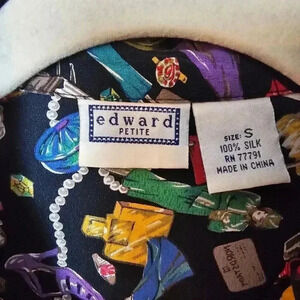 edward
PETITE
SIZE: S
100% SILK
RN 77791
MADE IN CHINA